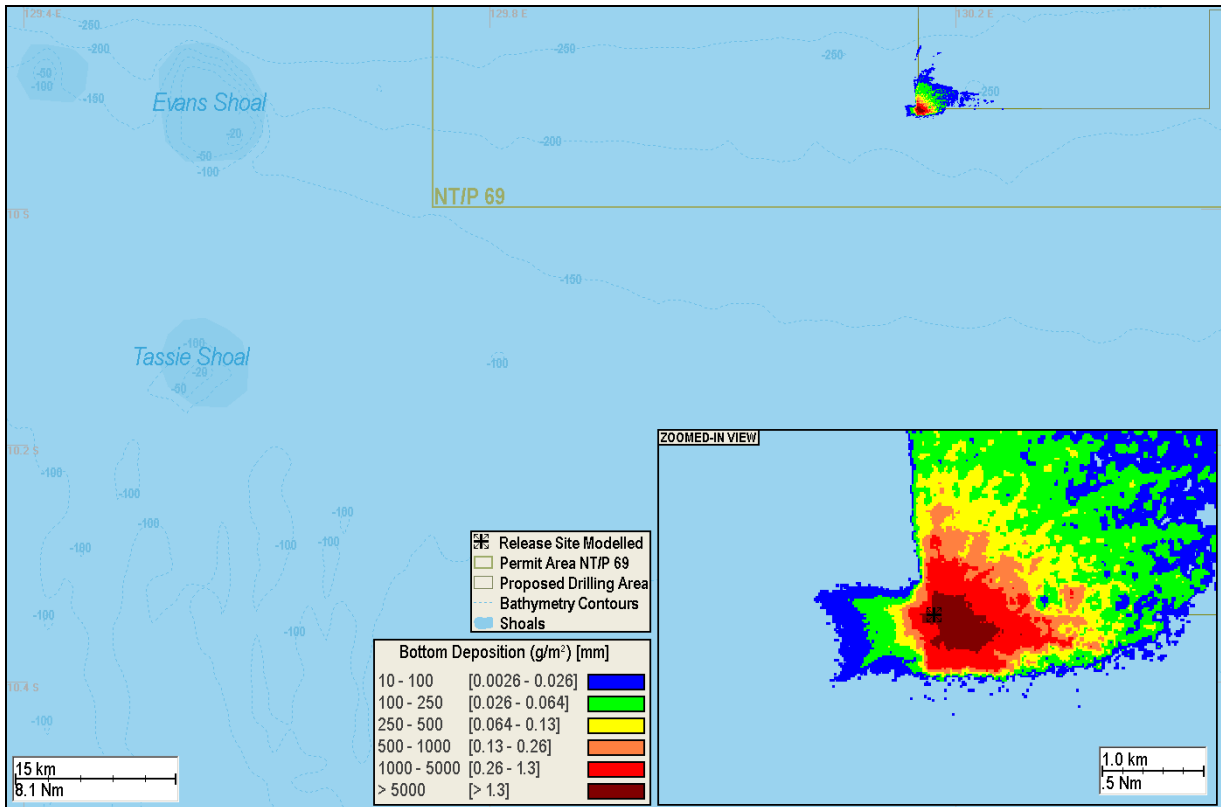 129.4 E
129.8 E
130.2 E
-250
-200
-250
-250
-250
-50
-100
-150
Evans Shoal
-20
-50
-100
-200
NT/P 69
10 S
-150
-100
Tassie Shoal
-20
-50
-100
10.2 S
-100
-100
-100
-100
-100
-100
-100
-100
-100
-100
10.4 S
-100
ZOOMED-IN VIEW
Release Site Modelled
Permit Area NT/P 69
Proposed Drilling Area
Bathymetry Contours
Shoals
Bottom Deposition (g/m²) [mm]
10 - 100 [0.0026 - 0.026]
100 - 250 [0.026 - 0.064]
250 - 500 [0.064 - 0.13]
500 - 1000 [0.13 - 0.26]
1000 - 5000 [0.26 - 1.3]
> 5000 [> 1.3]
15 km
8.1 Nm
1.0 km
.5 Nm